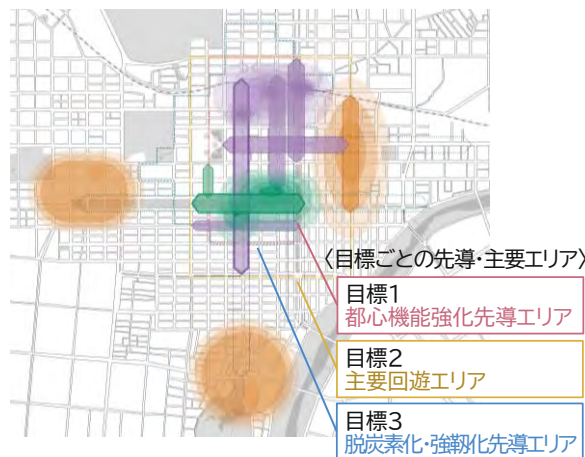 〈目標ごとの先導・主要エリア〉
目標1
都心機能強化先導エリア
目標2
主要回遊エリア
目標3
脱炭素化・強靱化先導エリア